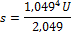 s = 1,049⁴ U / 2,049